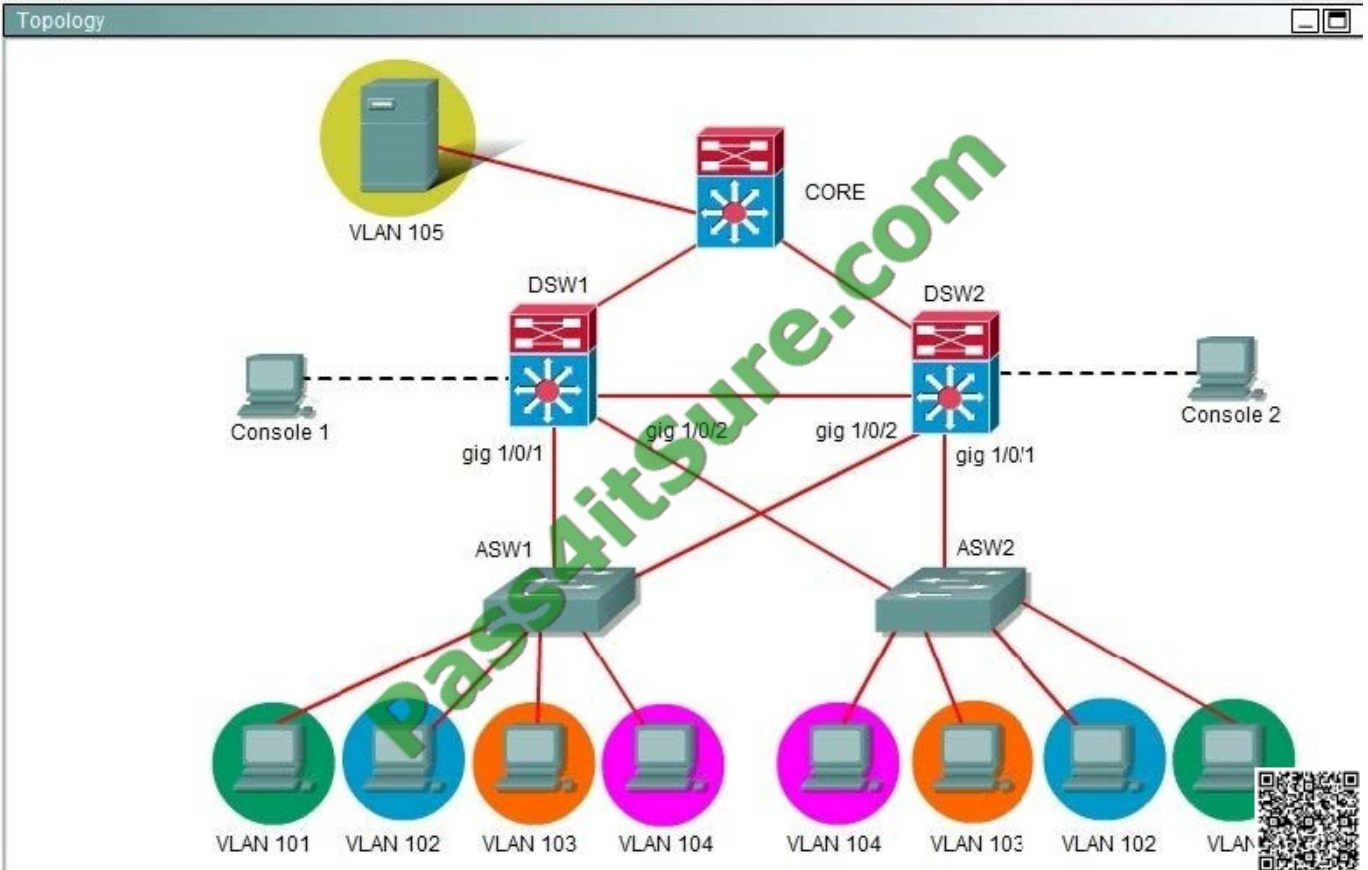 Topology
VLAN 105
CORE
DSW1
DSW2
Console 1
Console 2
gig 1/0/1
gig 1/0/2
gig 1/0/2
gig 1/0/1
ASW1
ASW2
VLAN 101
VLAN 102
VLAN 103
VLAN 104
VLAN 104
VLAN 103
VLAN 102
VLAN
Pass4itSure.com